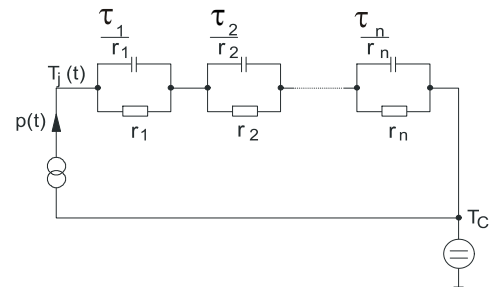 τ1 τ2 τn
r1 r2 rn
Tj (t)
p(t)
r1 r2 rn
TC